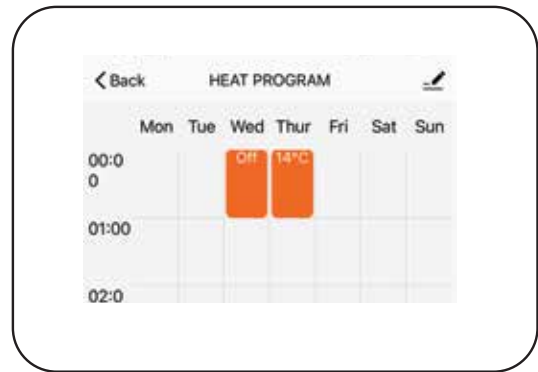 Back HEAT PROGRAM
Mon Tue Wed Thur Fri Sat Sun
00:0
0
Off 14°C
01:00
02:0